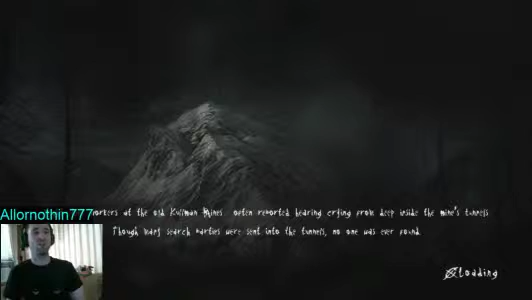 Workers at the old Kullman Mines often reported hearing crying from deep inside the mine's tunnels
Though many search parties were sent into the tunnels, no one was ever found.
Allornothin777
Loading